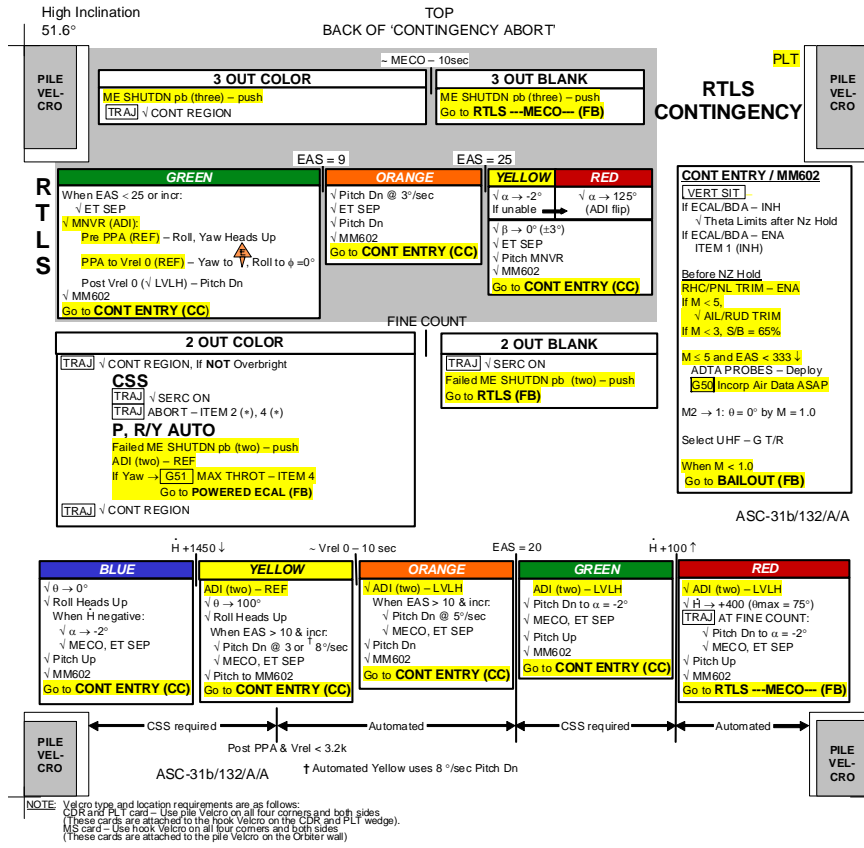 High Inclination
51.6°
TOP
BACK OF 'CONTINGENCY ABORT'
PLT
PILE
VEL-
CRO
PILE
VEL-
CRO
~ MECO – 10sec
3 OUT COLOR
ME SHUTDN pb (three) – push
TRAJ √ CONT REGION
3 OUT BLANK
ME SHUTDN pb (three) – push
Go to RTLS ---MECO--- (FB)
RTLS
CONTINGENCY
RTLS
EAS = 9
EAS = 25
GREEN
When EAS < 25 or incr:
√ ET SEP
√ MNVR (ADI):
Pre PPA (REF) – Roll, Yaw Heads Up
PPA to Vrel 0 (REF) – Yaw to E, Roll to ϕ =0°
Post Vrel 0 (√ LVLH) – Pitch Dn
√ MM602
Go to CONT ENTRY (CC)
ORANGE
√ Pitch Dn @ 3°/sec
√ ET SEP
√ Pitch Dn
√ MM602
Go to CONT ENTRY (CC)
YELLOW
RED
√ α → -2°
If unable →
√ α → 125°
(ADI flip)
√ β → 0° (±3°)
√ ET SEP
√ Pitch MNVR
√ MM602
Go to CONT ENTRY (CC)
CONT ENTRY / MM602
VERT SIT
If ECAL/BDA – INH
√ Theta Limits after Nz Hold
If ECAL/BDA – ENA
ITEM 1 (INH)
Before NZ Hold
RHC/PNL TRIM – ENA
If M < 5,
√ AIL/RUD TRIM
If M < 3, S/B = 65%
M ≤ 5 and EAS < 333 ↓
ADTA PROBES – Deploy
G50 Incorp Air Data ASAP
M2 → 1: θ = 0° by M = 1.0
Select UHF – G T/R
When M < 1.0
Go to BAILOUT (FB)
ASC-31b/132/A/A
FINE COUNT
2 OUT COLOR
TRAJ √ CONT REGION, If NOT Overbright
CSS
TRAJ √ SERC ON
TRAJ ABORT – ITEM 2 (*), 4 (*)
P, R/Y AUTO
Failed ME SHUTDN pb (two) – push
ADI (two) – REF
If Yaw → G51 MAX THROT – ITEM 4
Go to POWERED ECAL (FB)
TRAJ √ CONT REGION
2 OUT BLANK
TRAJ √ SERC ON
Failed ME SHUTDN pb (two) – push
Go to RTLS (FB)
Ḣ +1450 ↓
~ Vrel 0 – 10 sec
EAS = 20
Ḣ +100 ↑
BLUE
√ θ → 0°
√ Roll Heads Up
When Ḣ negative:
√ α → -2°
√ MECO, ET SEP
√ Pitch Up
√ MM602
Go to CONT ENTRY (CC)
YELLOW
ADI (two) – REF
√ θ → 100°
√ Roll Heads Up
When EAS > 10 & incr:
√ Pitch Dn @ 3 or † 8°/sec
√ MECO, ET SEP
√ Pitch to MM602
Go to CONT ENTRY (CC)
ORANGE
√ ADI (two) – LVLH
When EAS > 10 & incr:
√ Pitch Dn @ 5°/sec
√ MECO, ET SEP
√ Pitch Dn
√ MM602
Go to CONT ENTRY (CC)
GREEN
ADI (two) – LVLH
√ Pitch Dn to α = -2°
√ MECO, ET SEP
√ Pitch Up
√ MM602
Go to CONT ENTRY (CC)
RED
√ ADI (two) – LVLH
√ Ḣ → +400 (θmax = 75°)
TRAJ AT FINE COUNT:
√ Pitch Dn to α = -2°
√ MECO, ET SEP
√ Pitch Up
√ MM602
Go to RTLS ---MECO--- (FB)
CSS required
Automated
CSS required
Automated
PILE
VEL-
CRO
Post PPA & Vrel < 3.2k
ASC-31b/132/A/A
† Automated Yellow uses 8 °/sec Pitch Dn
PILE
VEL-
CRO
NOTE: Velcro type and location requirements are as follows:
CDR and PLT card – Use pile Velcro on all four corners and both sides
(These cards are attached to the hook Velcro on the CDR and PLT wedge).
MS card – Use hook Velcro on all four corners and both sides
(These cards are attached to the pile Velcro on the Orbiter wall)